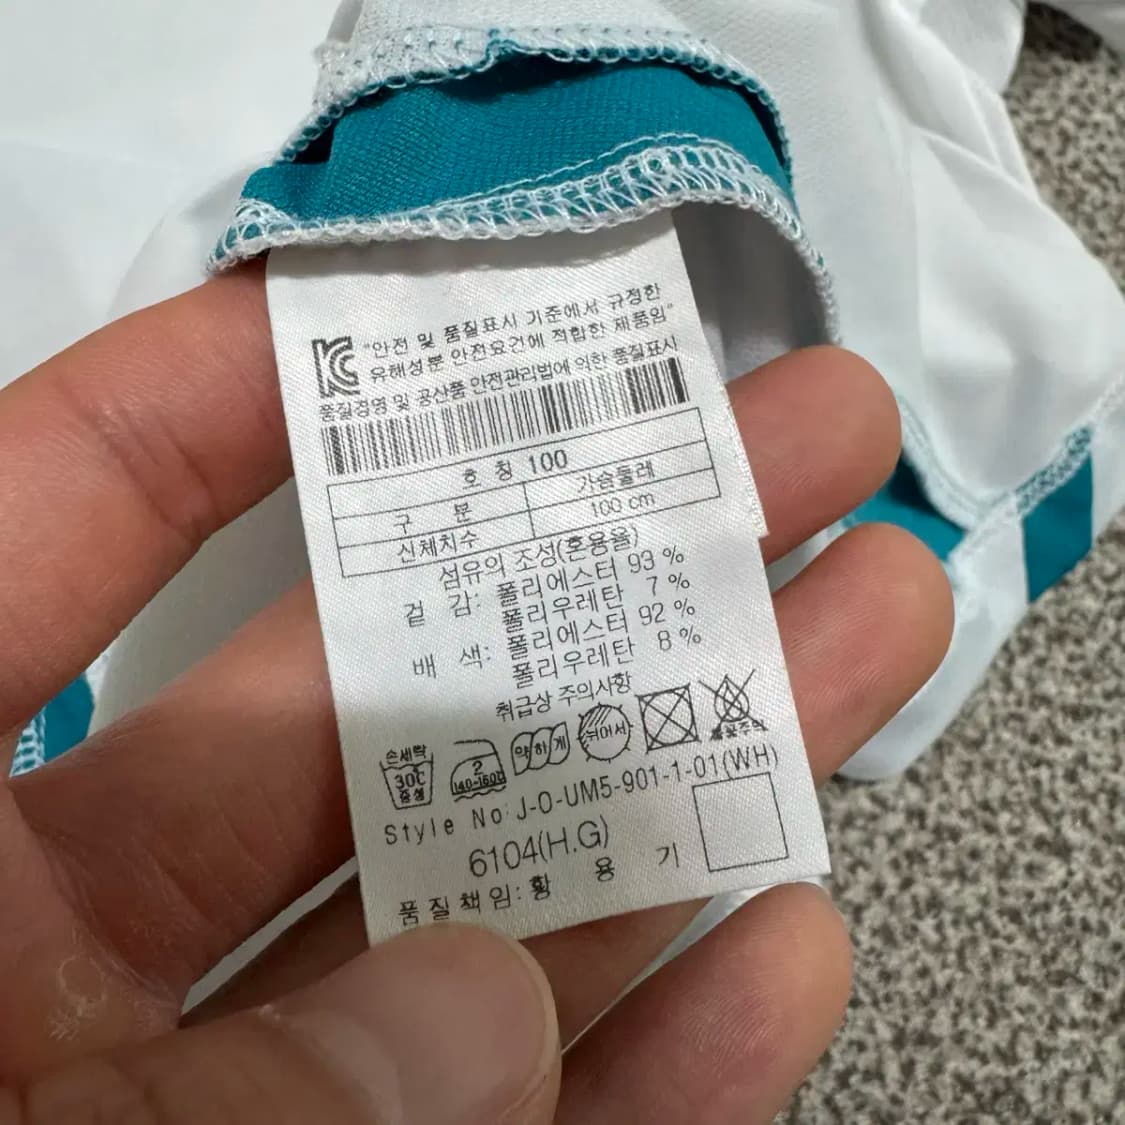 "안전 및 품질표시 기준에서 규정한
유해성분 안전요건에 적합한 제품임"
품질경영 및 공산품 안전관리법에 의한 품질표시
호 칭 100
구 분 가슴둘레
신체치수 100 cm
섬유의 조성(혼용율)
겉 감: 폴리에스터 93 %
폴리우레탄 7 %
배 색: 폴리에스터 92 %
폴리우레탄 8 %
취급상 주의사항
손세탁
30℃
중성
2
140-160℃
약하게
뉘어서
Style No:J-O-UM5-901-1-01(WH)
6104(H.G)
품질책임: 황 용 기